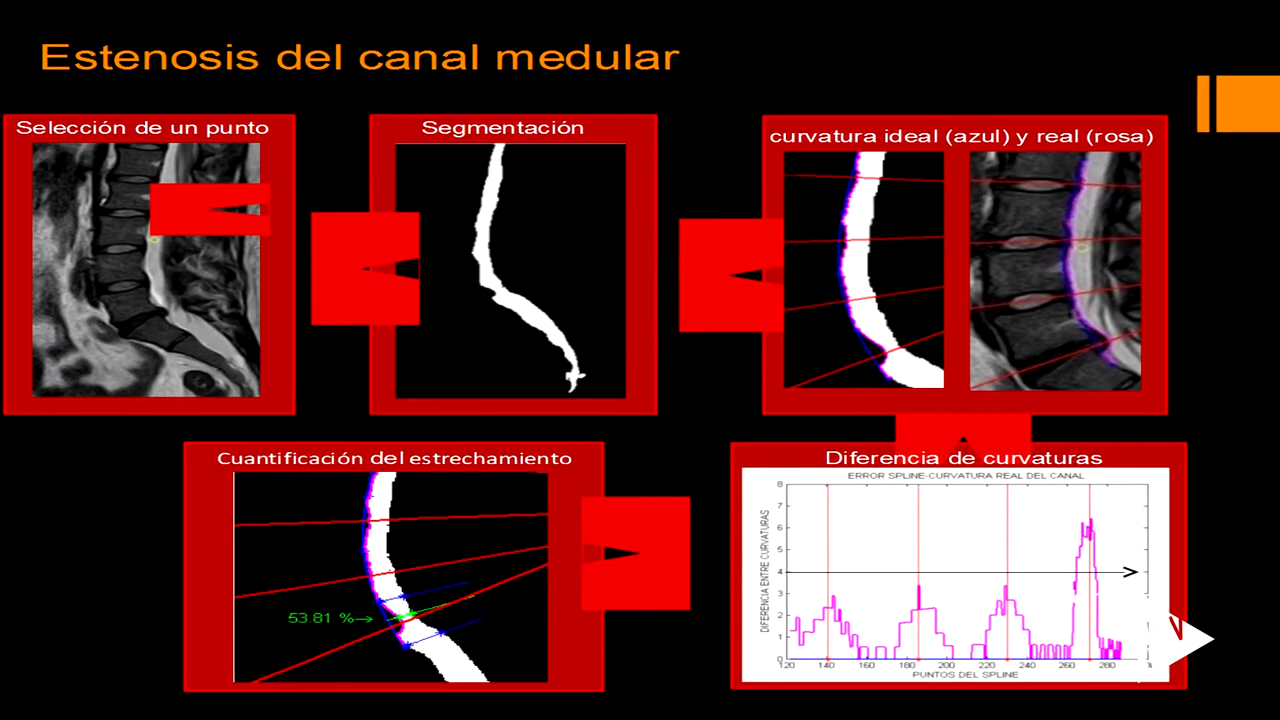 Estenosis del canal medular
Selección de un punto
Segmentación
curvatura ideal (azul) y real (rosa)
Cuantificación del estrechamiento
53.81 %
Diferencia de curvaturas
ERROR SPLINE-CURVATURA REAL DEL CANAL
DIFERENCIA ENTRE CURVATURAS
8
7
6
5
4
3
2
1
0
120 140 160 180 200 220 240 260 280
PUNTOS DEL SPLINE